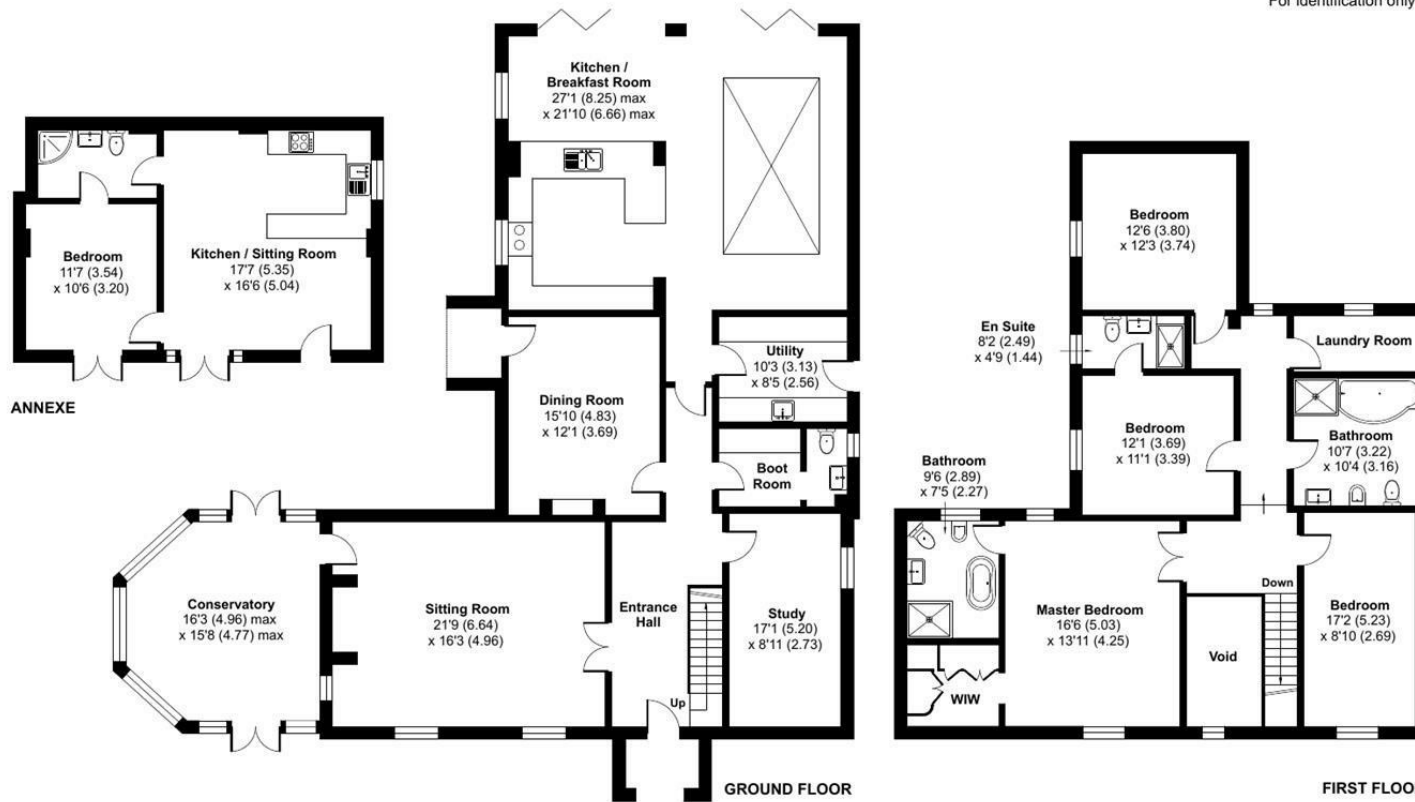 For identification only
Kitchen /
Breakfast Room
27'1 (8.25) max
x 21'10 (6.66) max
Bedroom
11'7 (3.54)
x 10'6 (3.20)
Kitchen / Sitting Room
17'7 (5.35)
x 16'6 (5.04)
ANNEXE
Utility
10'3 (3.13)
x 8'5 (2.56)
Dining Room
15'10 (4.83)
x 12'1 (3.69)
Boot
Room
Conservatory
16'3 (4.96) max
x 15'8 (4.77) max
Sitting Room
21'9 (6.64)
x 16'3 (4.96)
Entrance
Hall
Study
17'1 (5.20)
x 8'11 (2.73)
Up
GROUND FLOOR
Bedroom
12'6 (3.80)
x 12'3 (3.74)
En Suite
8'2 (2.49)
x 4'9 (1.44)
Laundry Room
Bedroom
12'1 (3.69)
x 11'1 (3.39)
Bathroom
10'7 (3.22)
x 10'4 (3.16)
Bathroom
9'6 (2.89)
x 7'5 (2.27)
Master Bedroom
16'6 (5.03)
x 13'11 (4.25)
Down
Bedroom
17'2 (5.23)
x 8'10 (2.69)
Void
WIW
FIRST FLOO